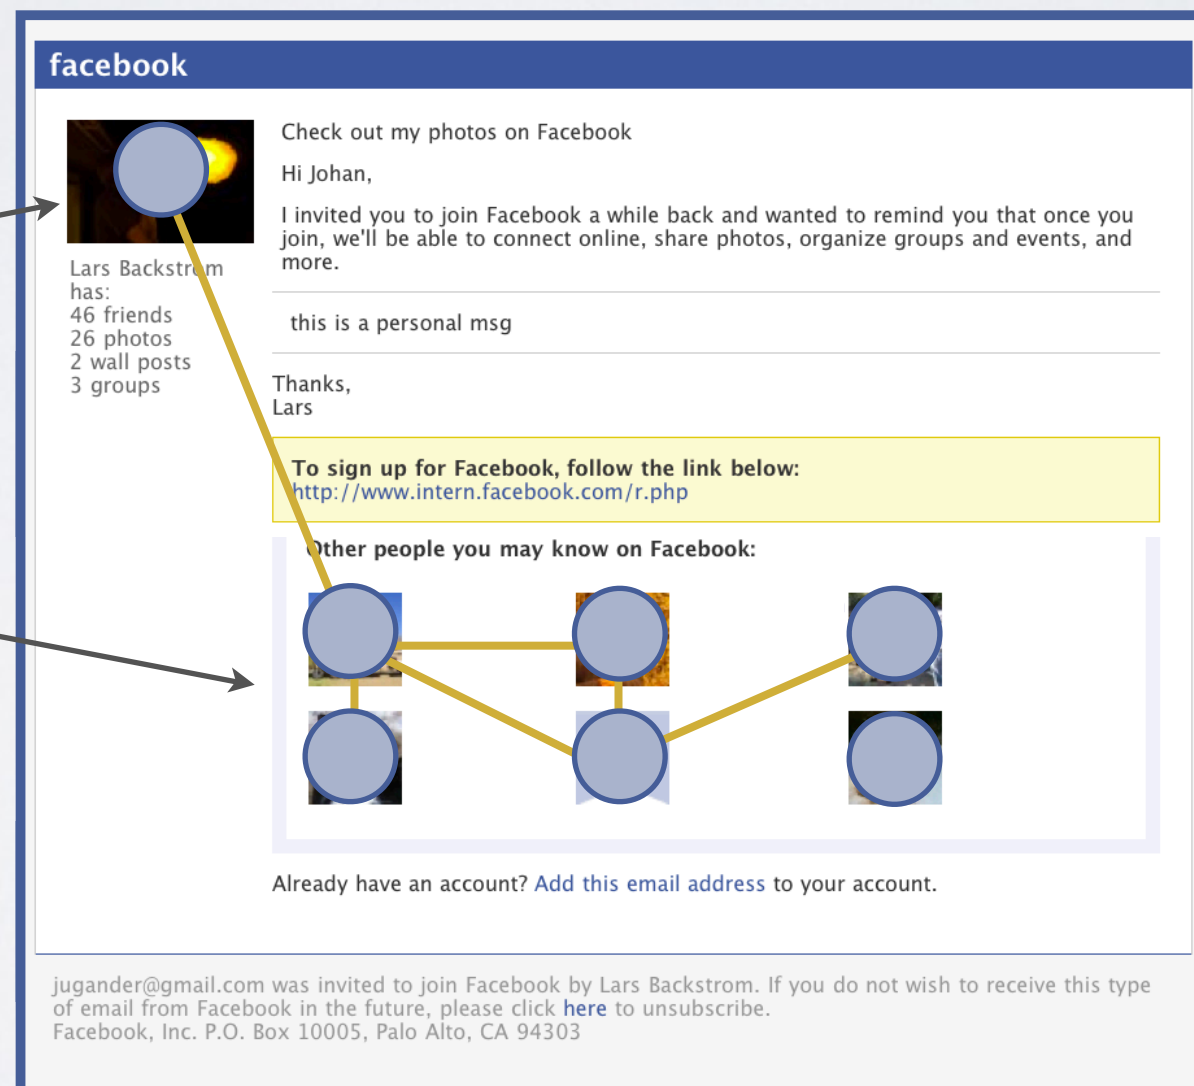 facebook
Check out my photos on Facebook
Hi Johan,
I invited you to join Facebook a while back and wanted to remind you that once you
join, we'll be able to connect online, share photos, organize groups and events, and
more.
Lars Backstrom
has:
46 friends
26 photos
2 wall posts
3 groups
this is a personal msg
Thanks,
Lars
To sign up for Facebook, follow the link below:
http://www.intern.facebook.com/r.php
Other people you may know on Facebook:
Already have an account? Add this email address to your account.
jugander@gmail.com was invited to join Facebook by Lars Backstrom. If you do not wish to receive this type
of email from Facebook in the future, please click here to unsubscribe.
Facebook, Inc. P.O. Box 10005, Palo Alto, CA 94303